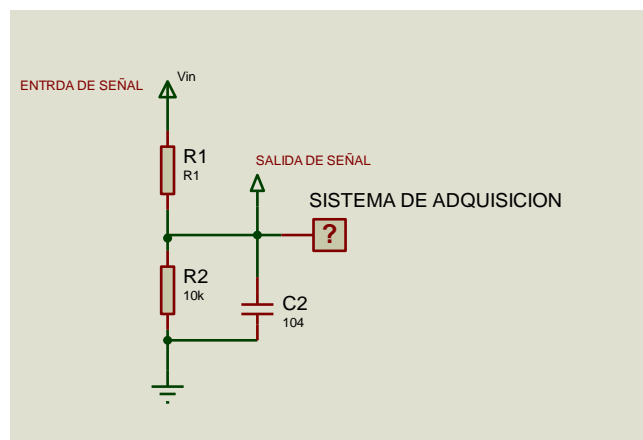 Vin
ENTRDA DE SEÑAL
R1
R1
SALIDA DE SEÑAL
SISTEMA DE ADQUISICION
?
R2
10k
C2
104